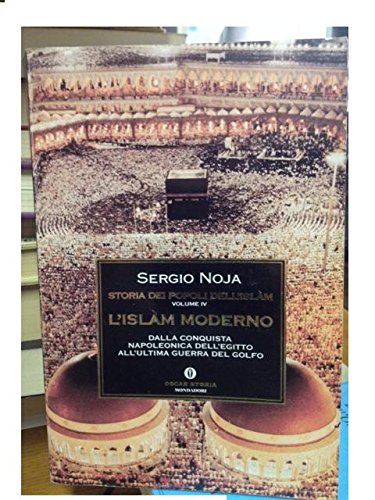 SERGIO NOJA
STORIA DEI POPOLI DELL'ISLÀM
VOLUME IV
L'ISLÀM MODERNO
DALLA CONQUISTA
NAPOLEONICA DELL'EGITTO
ALL'ULTIMA GUERRA DEL GOLFO
OSCAR STORIA
MONDADORI